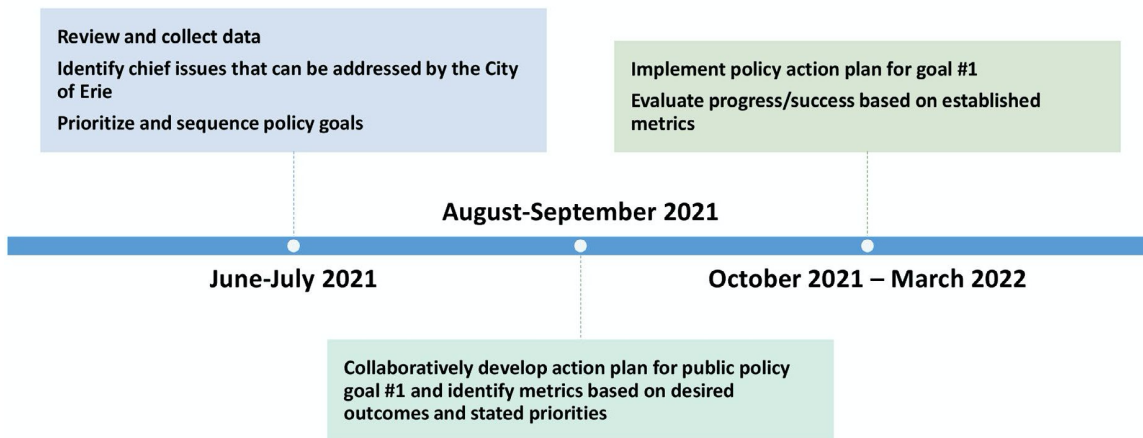 Review and collect data
Identify chief issues that can be addressed by the City
of Erie
Prioritize and sequence policy goals
Implement policy action plan for goal #1
Evaluate progress/success based on established
metrics
August-September 2021
June-July 2021
October 2021 – March 2022
Collaboratively develop action plan for public policy
goal #1 and identify metrics based on desired
outcomes and stated priorities